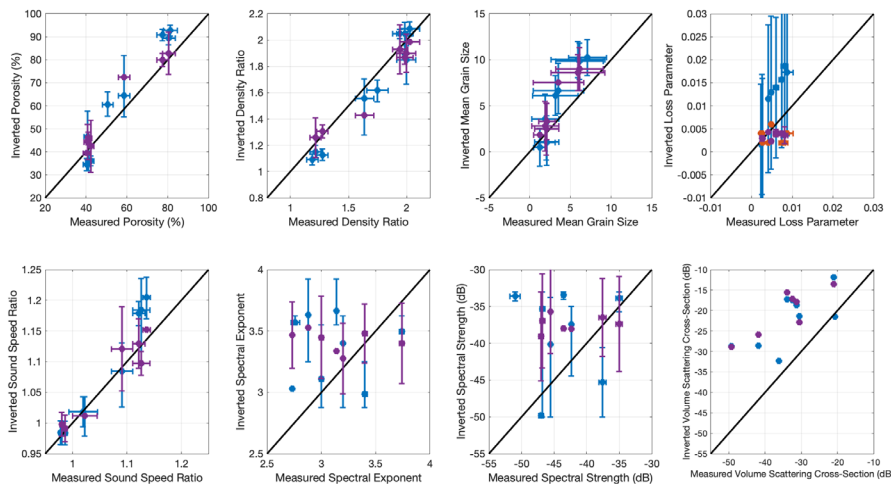 100
90
80
70
60
50
40
30
20
20 40 60 80 100
Inverted Porosity (%)
Measured Porosity (%)
2.2
2
1.8
1.6
1.4
1.2
1
0.8
1 1.5 2
Inverted Density Ratio
Measured Density Ratio
15
10
5
0
-5
-5 0 5 10 15
Inverted Mean Grain Size
Measured Mean Grain Size
0.03
0.025
0.02
0.015
0.01
0.005
0
-0.005
-0.01
-0.01 0 0.01 0.02 0.03
Inverted Loss Parameter
Measured Loss Parameter
1.25
1.2
1.15
1.1
1.05
1
0.95
1 1.1 1.2
Inverted Sound Speed Ratio
Measured Sound Speed Ratio
4
3.5
3
2.5
2.5 3 3.5 4
Inverted Spectral Exponent
Measured Spectral Exponent
-30
-35
-40
-45
-50
-55
-55 -50 -45 -40 -35 -30
Inverted Spectral Strength (dB)
Measured Spectral Strength (dB)
-10
-15
-20
-25
-30
-35
-40
-45
-50
-55
-50 -40 -30 -20 -10
Inverted Volume Scattering Cross-Section (dB)
Measured Volume Scattering Cross-Section (dB